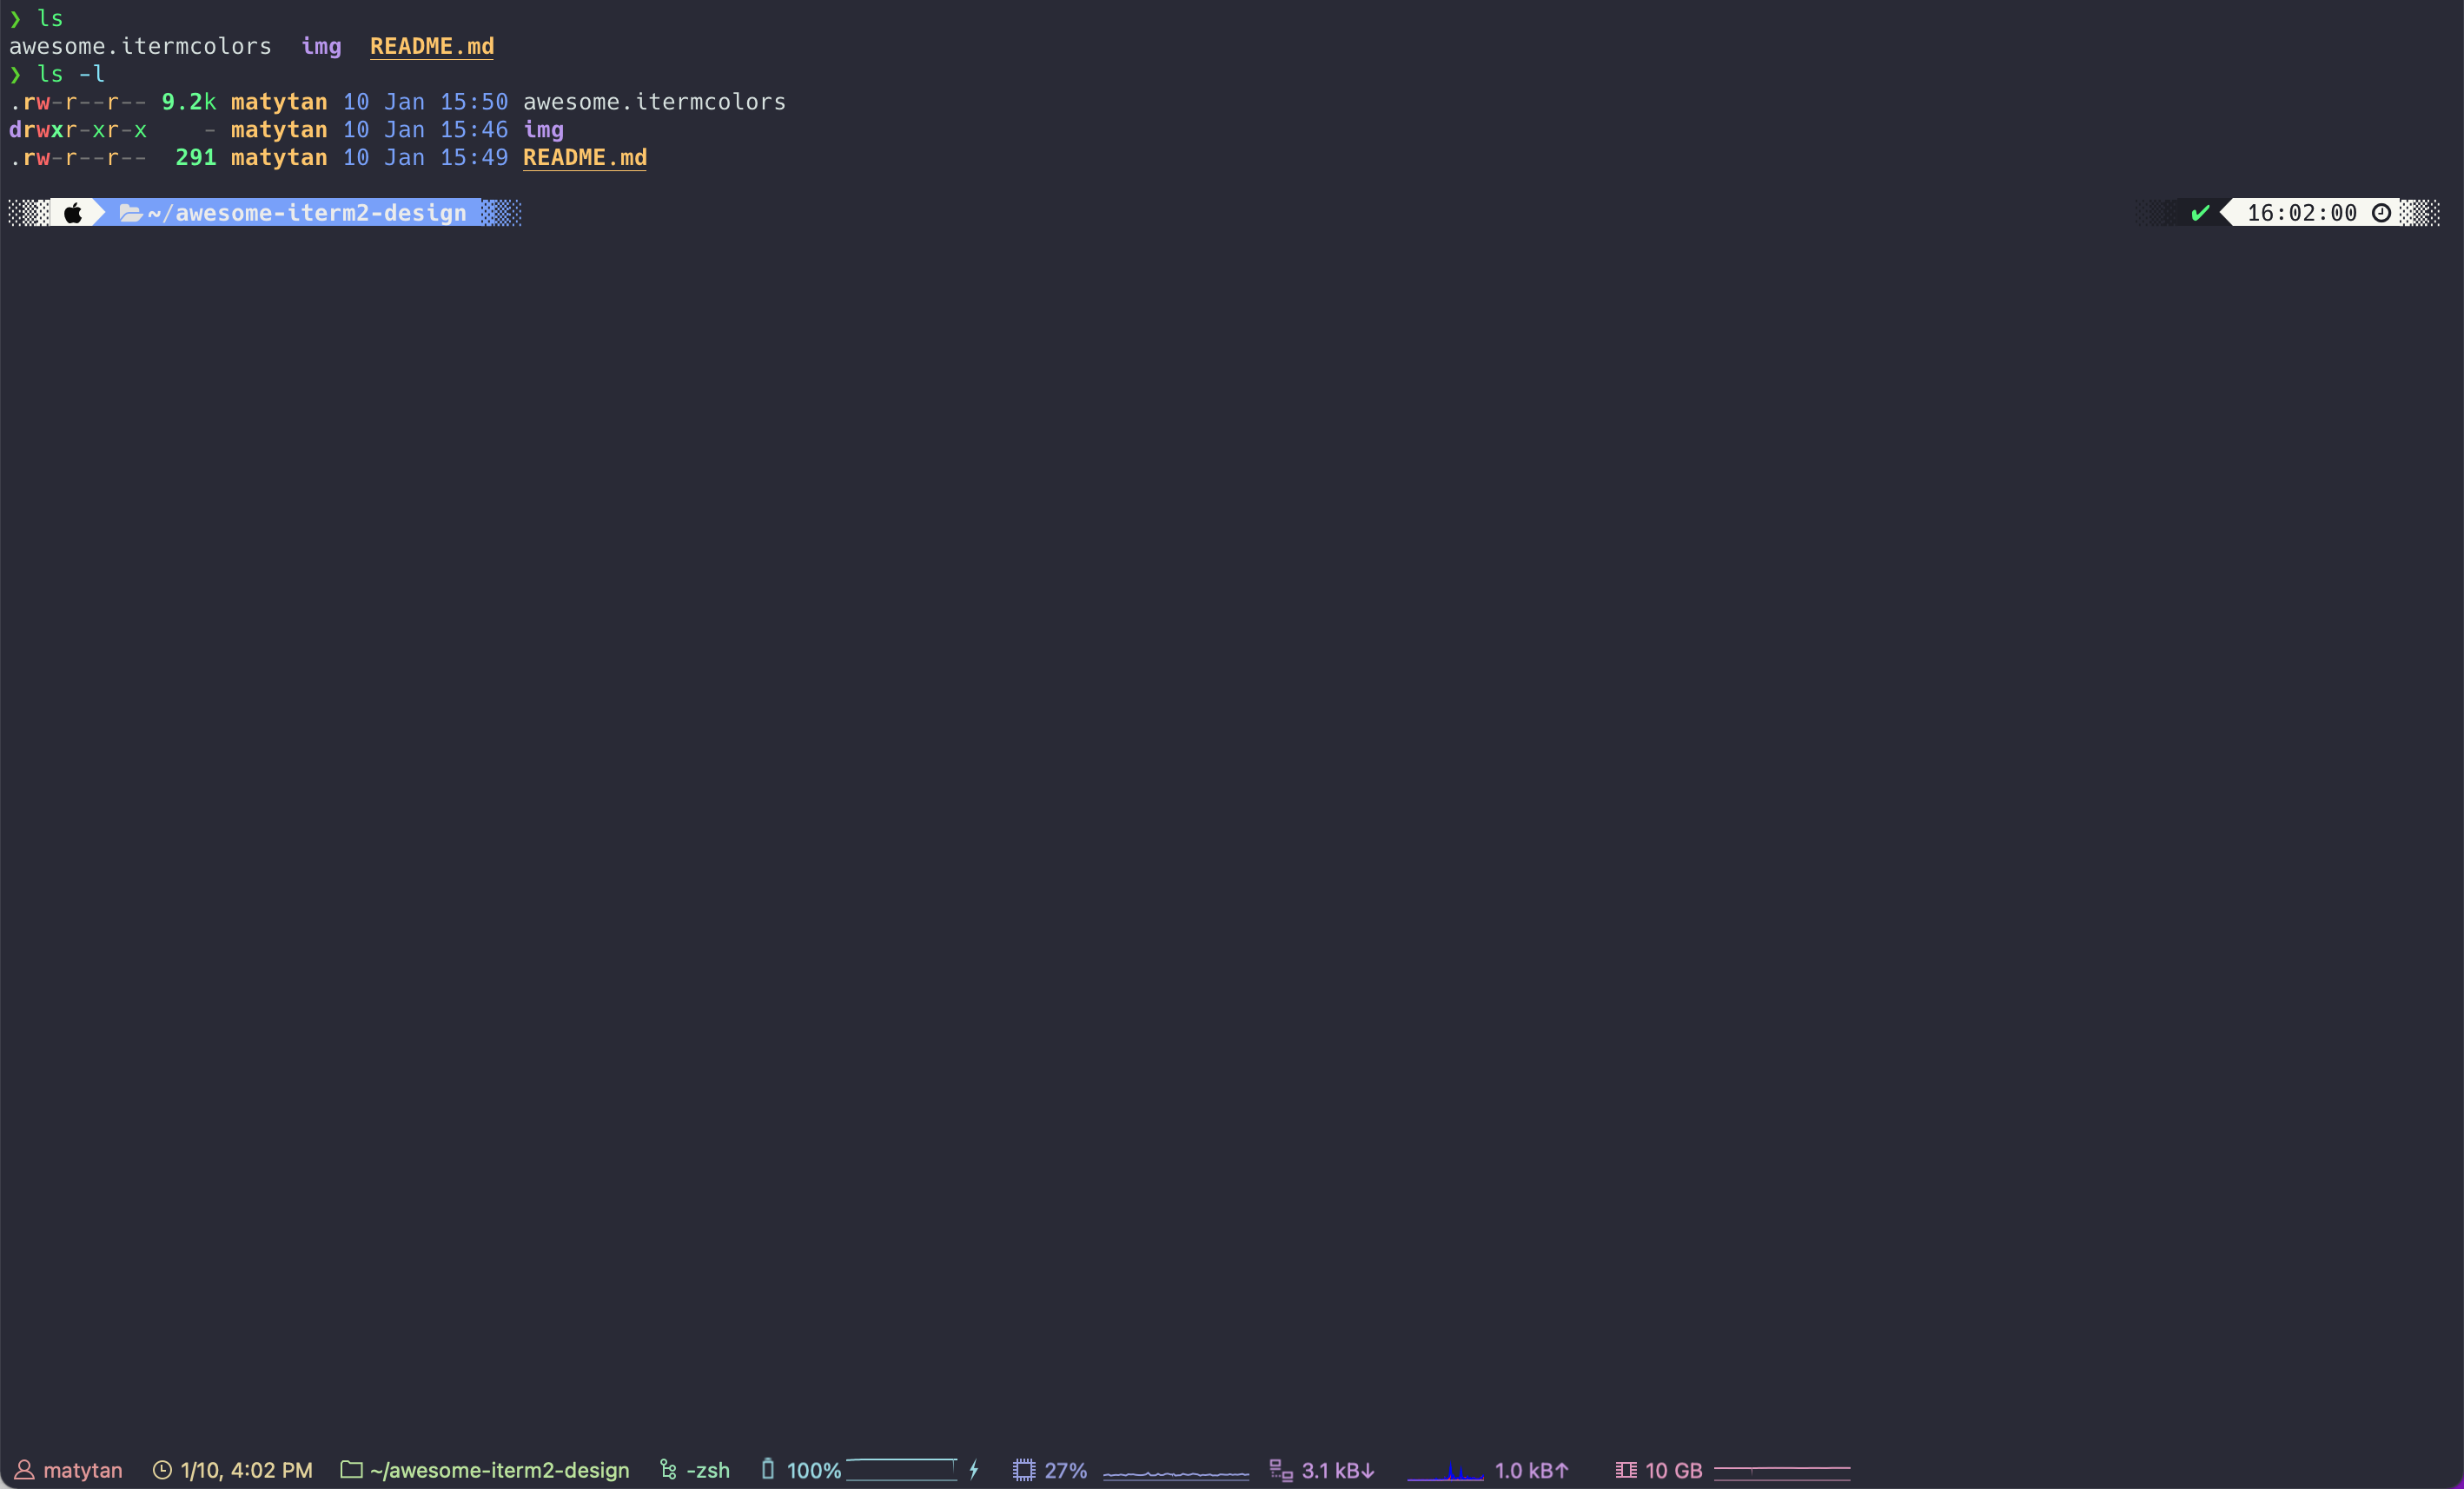 ❯ ls
awesome.itermcolors  img  README.md
❯ ls -l
.rw-r--r-- 9.2k matytan 10 Jan 15:50 awesome.itermcolors
drwxr-xr-x    - matytan 10 Jan 15:46 img
.rw-r--r--  291 matytan 10 Jan 15:49 README.md
~/awesome-iterm2-design ✔ 16:02:00
matytan 1/10, 4:02 PM ~/awesome-iterm2-design -zsh 100% 27% 3.1 kB↓ 1.0 kB↑ 10 GB